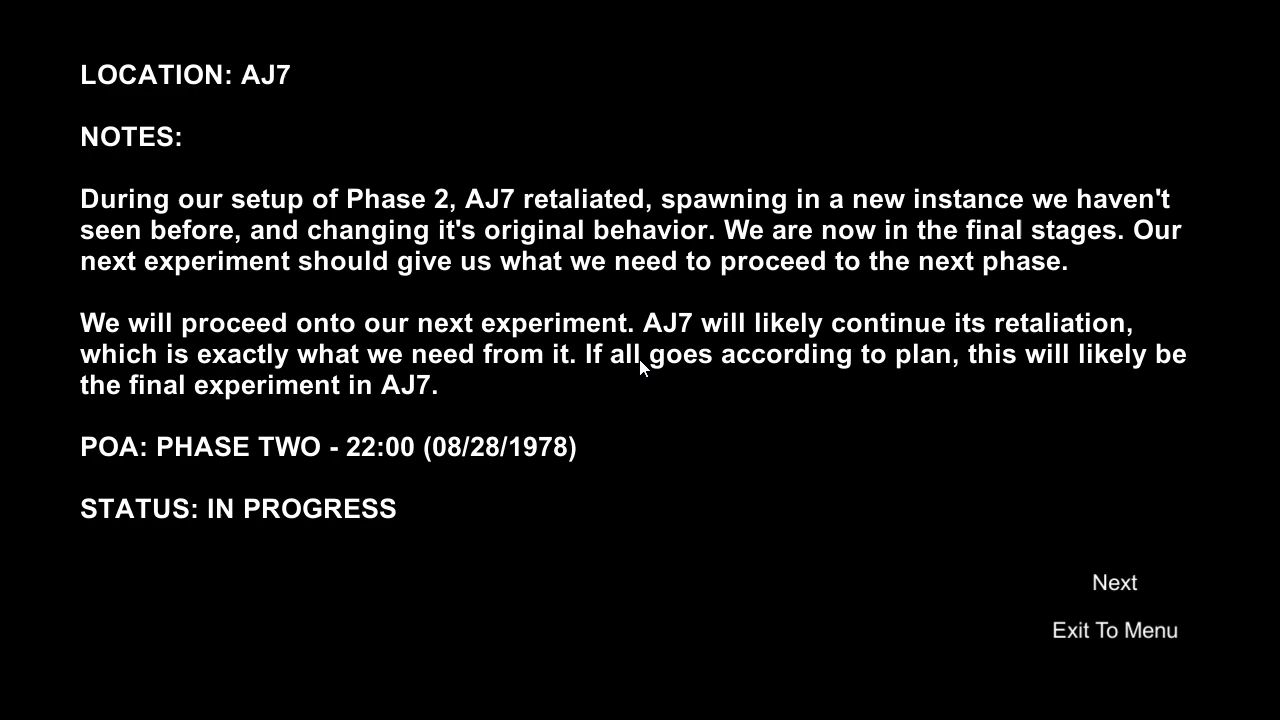 LOCATION: AJ7
NOTES:
During our setup of Phase 2, AJ7 retaliated, spawning in a new instance we haven't
seen before, and changing it's original behavior. We are now in the final stages. Our
next experiment should give us what we need to proceed to the next phase.
We will proceed onto our next experiment. AJ7 will likely continue its retaliation,
which is exactly what we need from it. If all goes according to plan, this will likely be
the final experiment in AJ7.
POA: PHASE TWO - 22:00 (08/28/1978)
STATUS: IN PROGRESS
Next
Exit To Menu